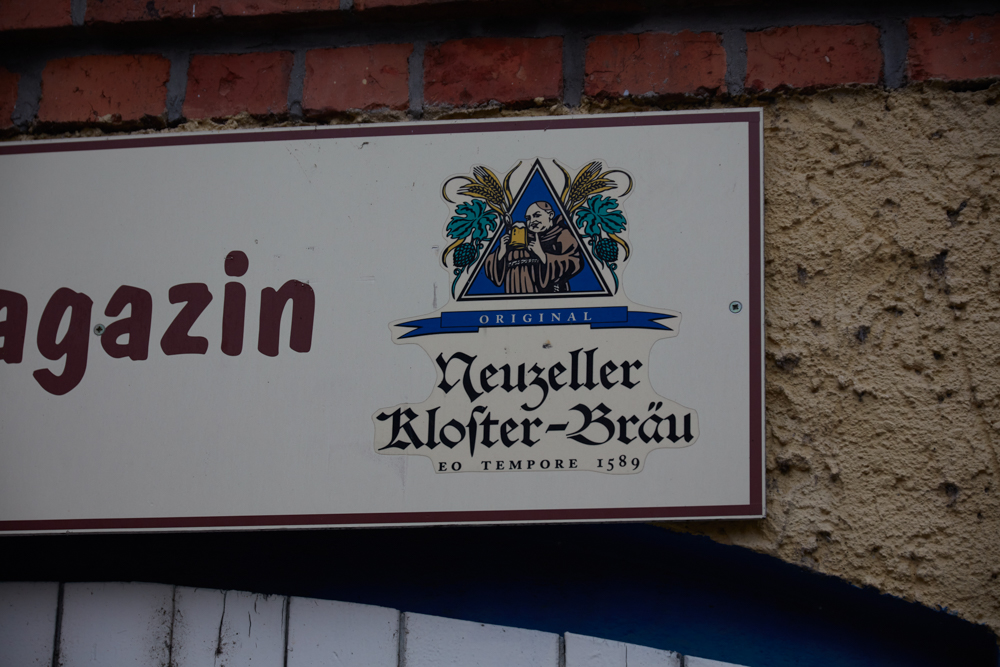 agazin
ORIGINAL
Neuzeller
Kloſter-Bräu
EO TEMPORE 1589